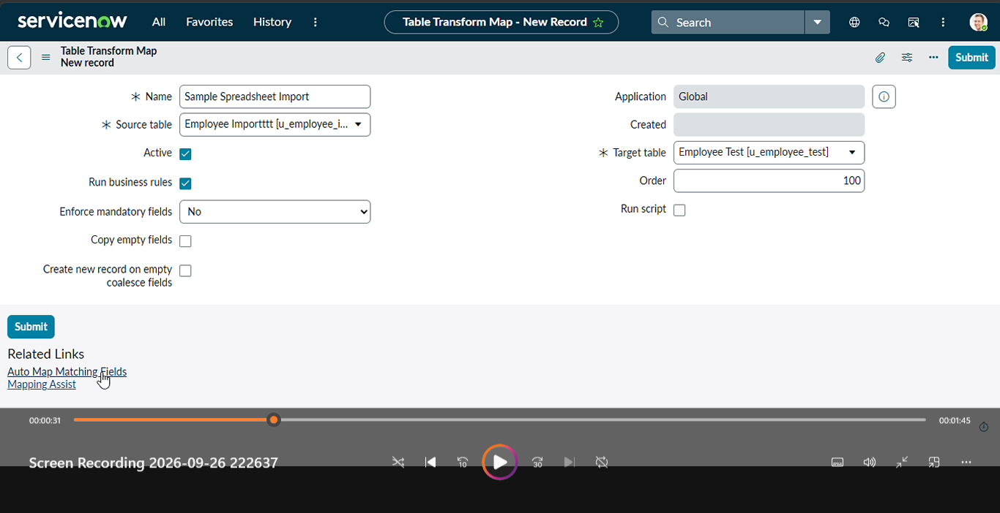 servicenow All Favorites History Table Transform Map - New Record Search
Table Transform Map
New record
Submit
Name Sample Spreadsheet Import
Source table Employee Importttt [u_employee_i...
Active
Run business rules
Enforce mandatory fields No
Copy empty fields
Create new record on empty
coalesce fields
Application Global
Created
Target table Employee Test [u_employee_test]
Order 100
Run script
Submit
Related Links
Auto Map Matching Fields
Mapping Assist
00:00:31 00:01:45
Screen Recording 2026-09-26 222637
10 30